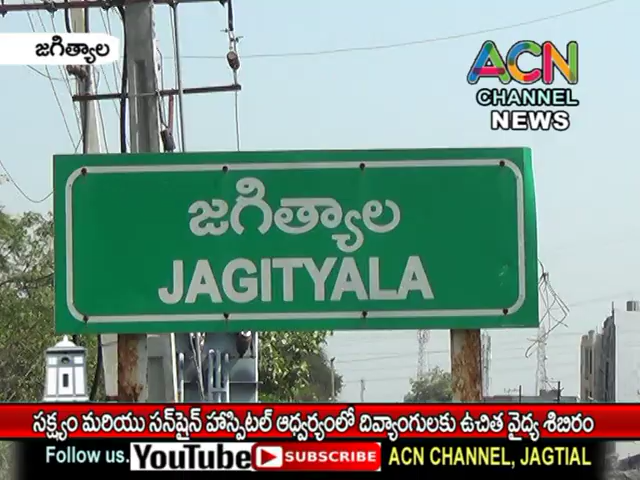 జగిత్యాల
ACN
CHANNEL
NEWS
జగిత్యాల
JAGITYALA
సక్ష్యం మరియు సన్‌షైన్ హాస్పిటల్ ఆధ్వర్యంలో దివ్యాంగులకు ఉచిత వైద్య శిబిరం
Follow us. YouTube SUBSCRIBE ACN CHANNEL, JAGTIAL